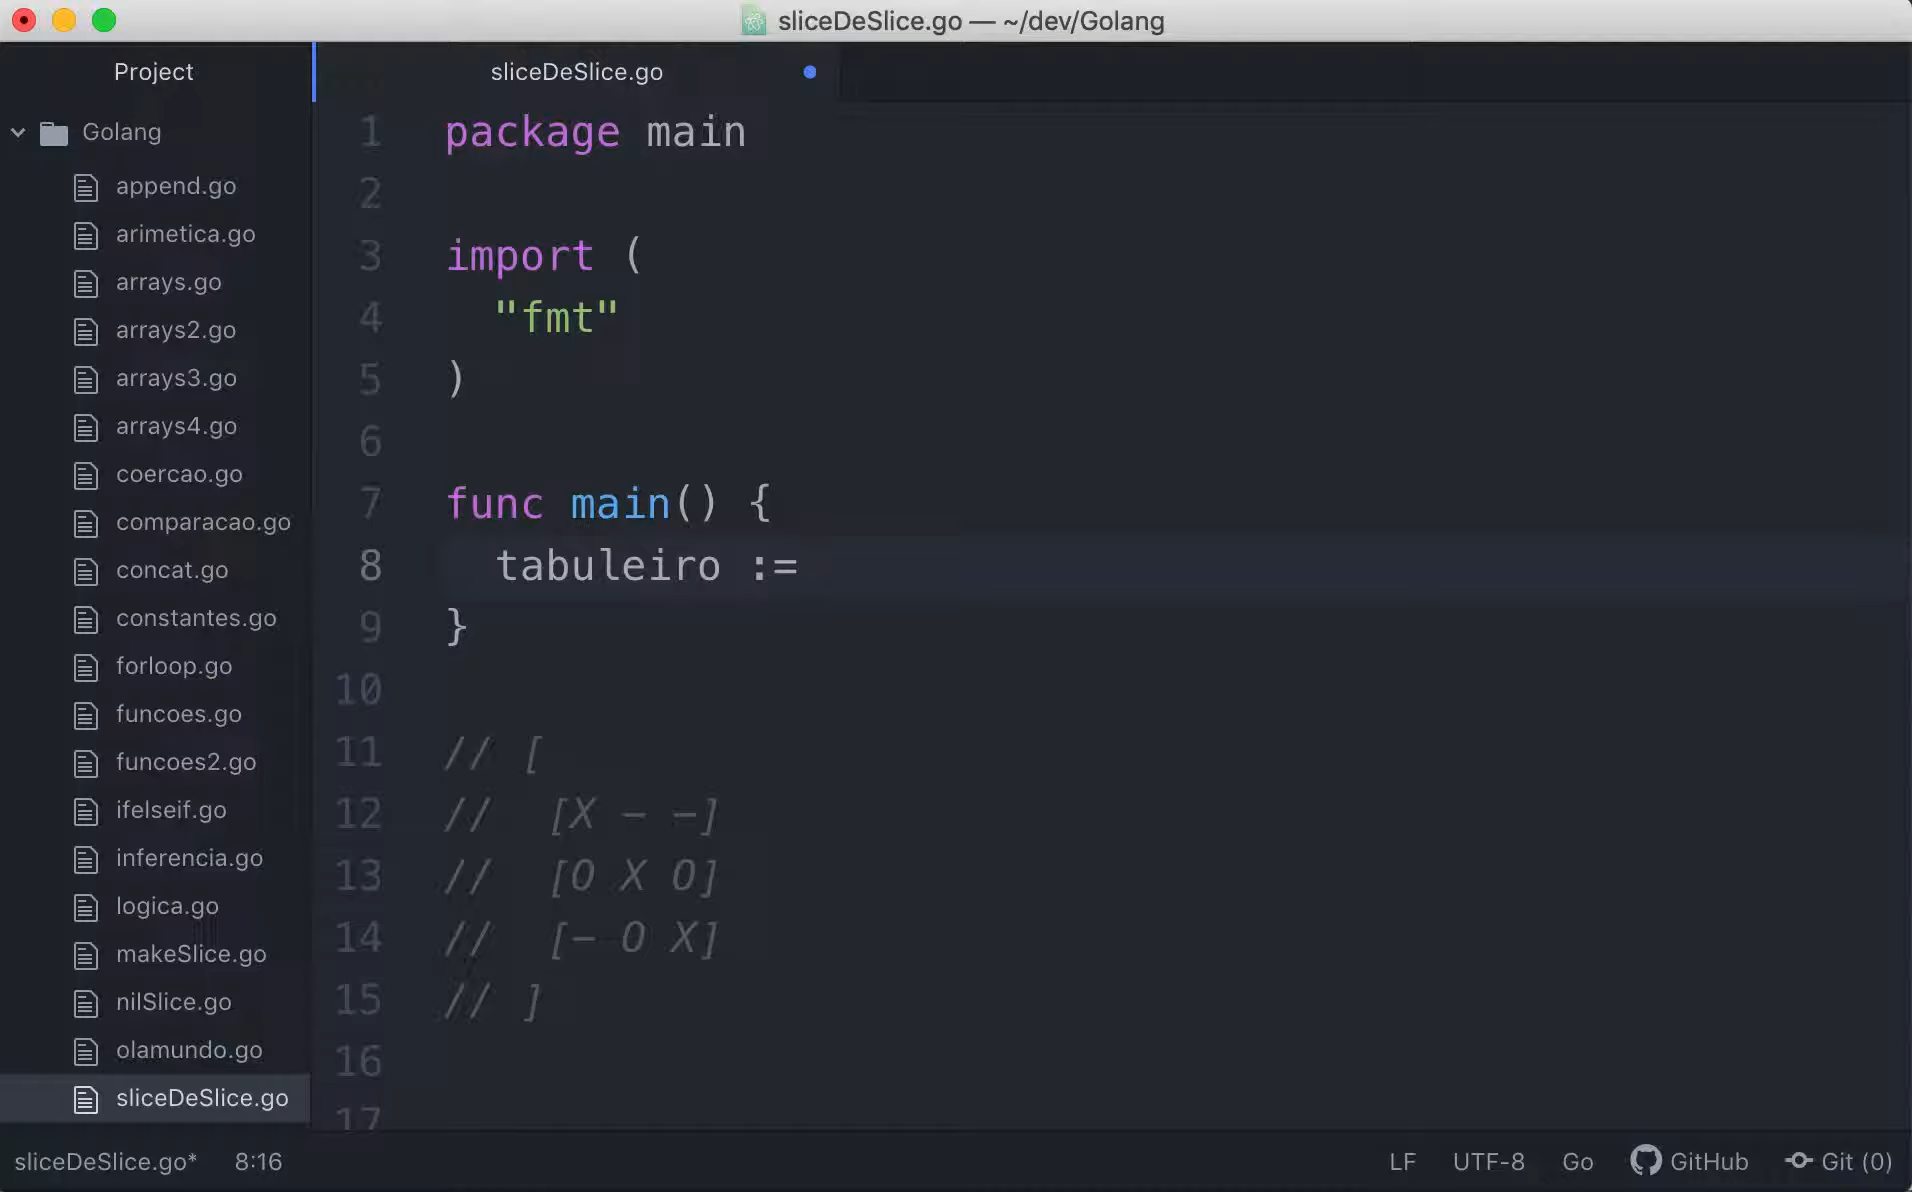 sliceDeSlice.go — ~/dev/Golang
Project
Golang
append.go
arimetica.go
arrays.go
arrays2.go
arrays3.go
arrays4.go
coercao.go
comparacao.go
concat.go
constantes.go
forloop.go
funcoes.go
funcoes2.go
ifelseif.go
inferencia.go
logica.go
makeSlice.go
nilSlice.go
olamundo.go
sliceDeSlice.go
sliceDeSlice.go
1 package main
2
3 import (
4 "fmt"
5 )
6
7 func main() {
8 tabuleiro :=
9 }
10
11 // [
12 // [X - -]
13 // [O X O]
14 // [- O X]
15 // ]
16
17
sliceDeSlice.go* 8:16 LF UTF-8 Go GitHub Git (0)